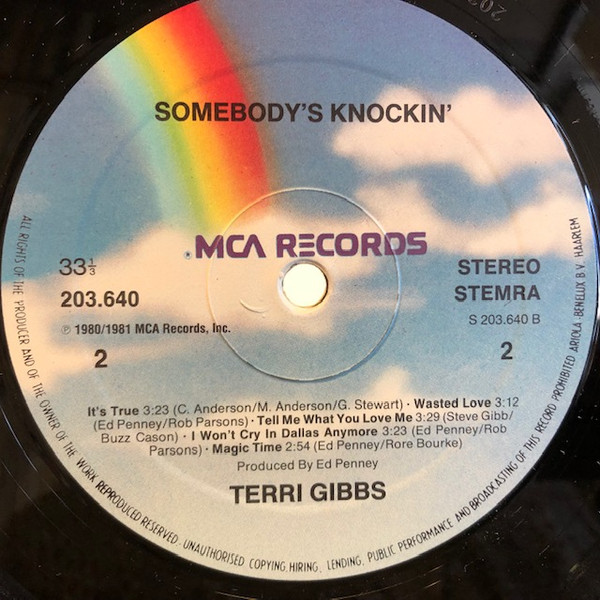 SOMEBODY'S KNOCKIN'
® MCA RECORDS
33⅓
203.640
℗ 1980/1981 MCA Records, Inc.
2
STEREO
STEMRA
S 203.640 B
2
It's True 3:23 (C. Anderson/M. Anderson/G. Stewart) · Wasted Love 3:12
(Ed Penney/Rob Parsons) · Tell Me What You Love Me 3:29 (Steve Gibb/
Buzz Cason) · I Won't Cry In Dallas Anymore 3:23 (Ed Penney/Rob
Parsons) · Magic Time 2:54 (Ed Penney/Rore Bourke)
Produced By Ed Penney
TERRI GIBBS
ALL RIGHTS OF THE PRODUCER AND OF THE OWNER OF THE WORK REPRODUCED RESERVED. UNAUTHORISED COPYING, HIRING, LENDING, PUBLIC PERFORMANCE AND BROADCASTING OF THIS RECORD PROHIBITED ARIOLA-BENELUX B.V. HAARLEM